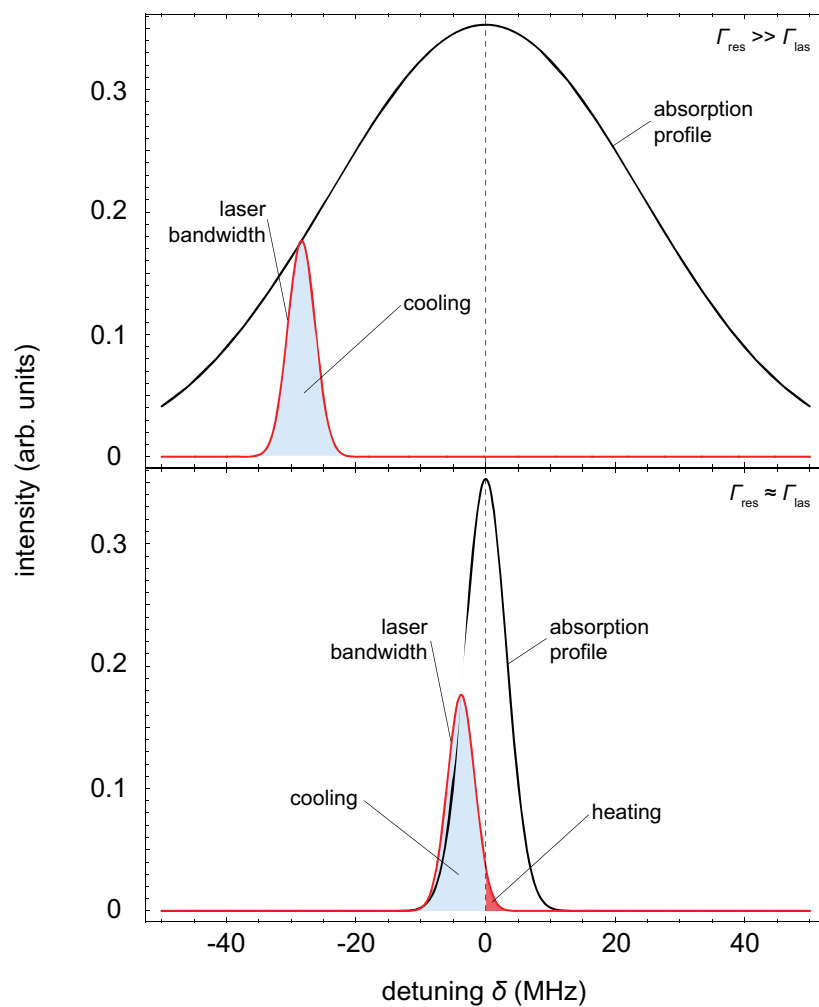 Γres >> Γlas
absorption
profile
laser
bandwidth
cooling
0.3
0.2
0.1
0
intensity (arb. units)
Γres ≈ Γlas
laser
bandwidth
absorption
profile
cooling
heating
0.3
0.2
0.1
0
-40 -20 0 20 40
detuning δ (MHz)